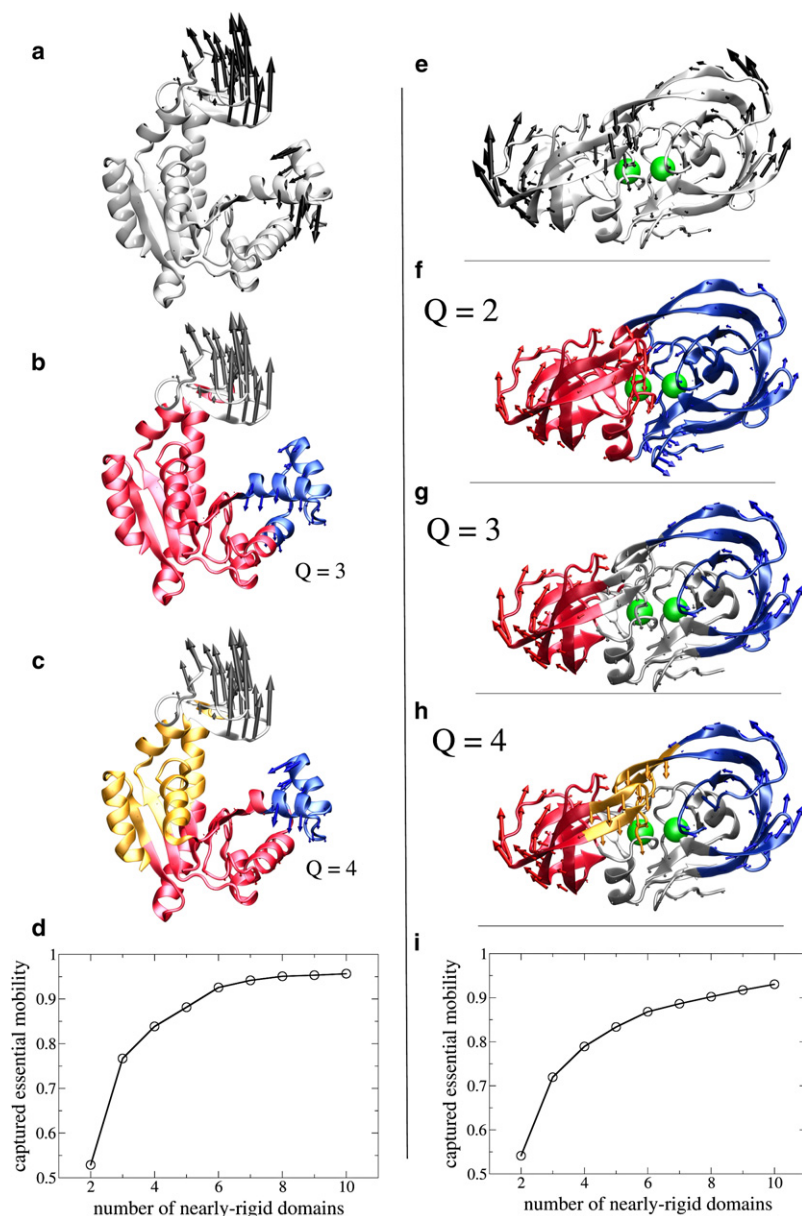 a
b
Q = 3
c
Q = 4
d
captured essential mobility
1
0.9
0.8
0.7
0.6
0.5
2
4
6
8
10
number of nearly-rigid domains
e
f
Q = 2
g
Q = 3
h
Q = 4
i
captured essential mobility
1
0.9
0.8
0.7
0.6
0.5
2
4
6
8
10
number of nearly-rigid domains